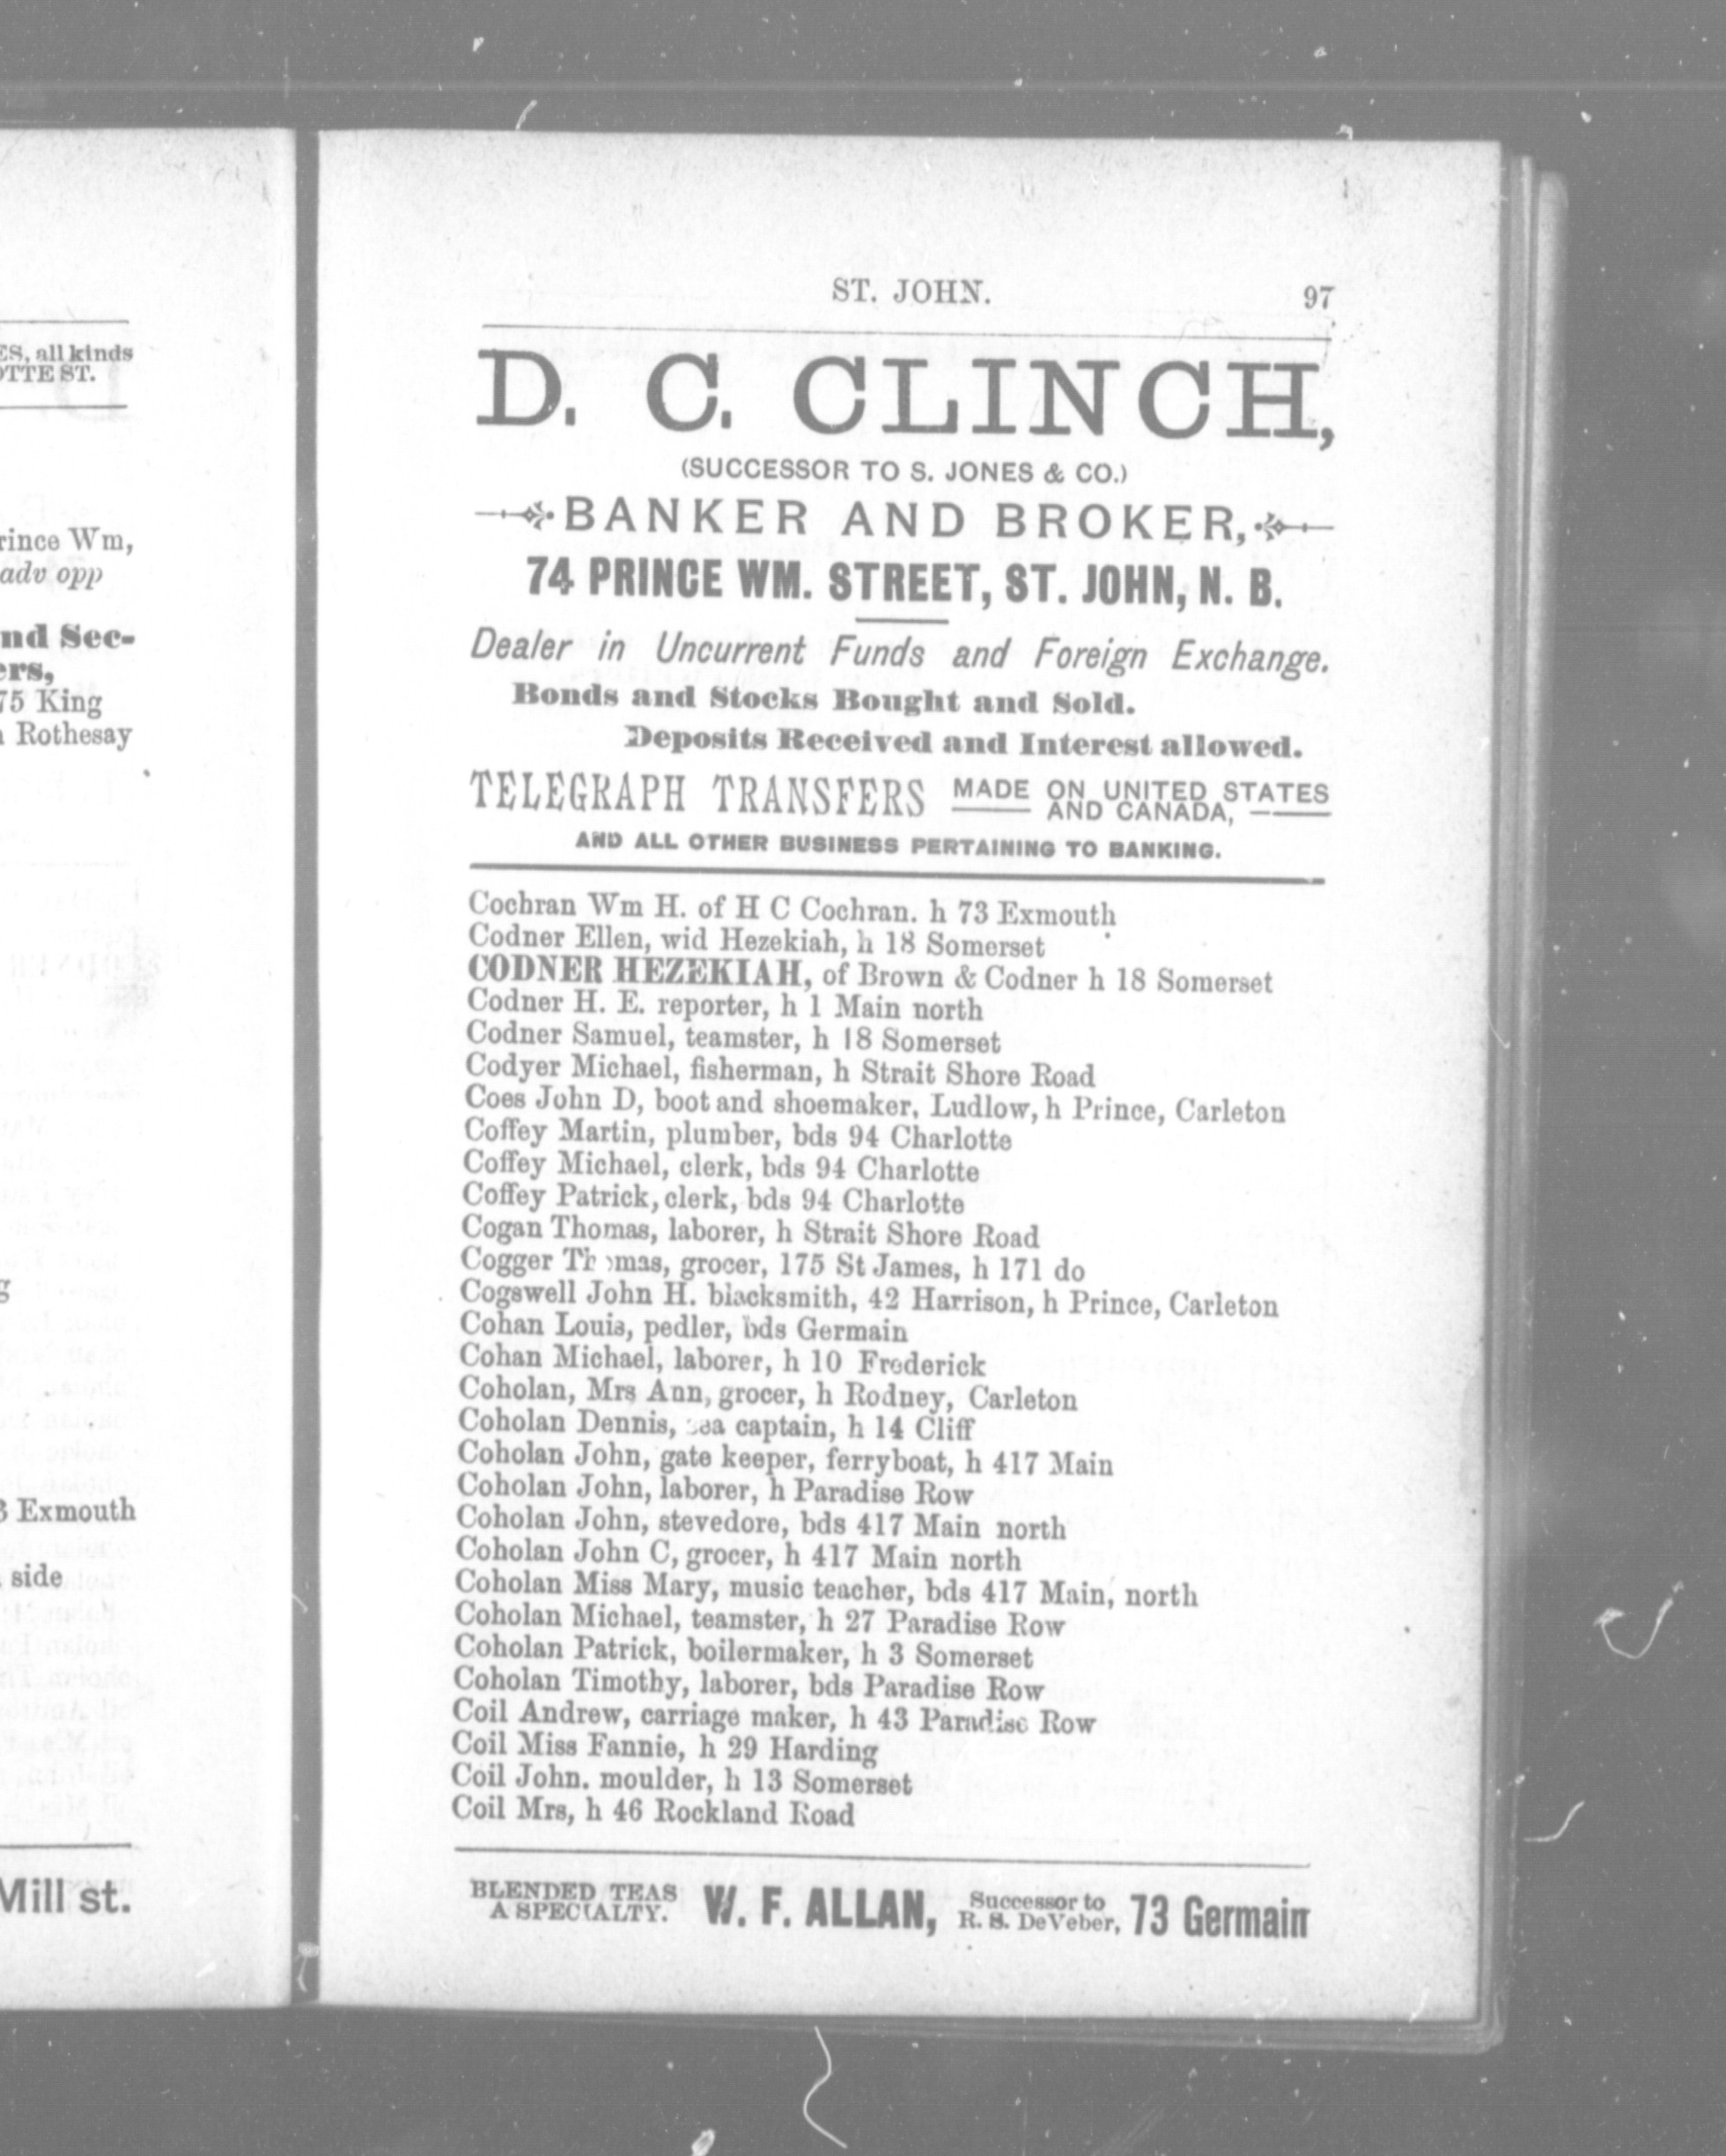 ES, all kinds
OTTE ST.
rince Wm,
adv opp
nd Sec-
ers,
75 King
Rothesay
g
3 Exmouth
side
Mill st.
ST. JOHN. 97
D. C. CLINCH,
(SUCCESSOR TO S. JONES & CO.)
BANKER AND BROKER,
74 PRINCE WM. STREET, ST. JOHN, N. B.
Dealer in Uncurrent Funds and Foreign Exchange.
Bonds and Stocks Bought and Sold.
Deposits Received and Interest allowed.
TELEGRAPH TRANSFERS MADE ON UNITED STATES
AND CANADA,
AND ALL OTHER BUSINESS PERTAINING TO BANKING.
Cochran Wm H. of H C Cochran. h 73 Exmouth
Codner Ellen, wid Hezekiah, h 18 Somerset
CODNER HEZEKIAH, of Brown & Codner h 18 Somerset
Codner H. E. reporter, h 1 Main north
Codner Samuel, teamster, h 18 Somerset
Codyer Michael, fisherman, h Strait Shore Road
Coes John D, boot and shoemaker, Ludlow, h Prince, Carleton
Coffey Martin, plumber, bds 94 Charlotte
Coffey Michael, clerk, bds 94 Charlotte
Coffey Patrick, clerk, bds 94 Charlotte
Cogan Thomas, laborer, h Strait Shore Road
Cogger Thomas, grocer, 175 St James, h 171 do
Cogswell John H. blacksmith, 42 Harrison, h Prince, Carleton
Cohan Louis, pedler, bds Germain
Cohan Michael, laborer, h 10 Frederick
Coholan, Mrs Ann, grocer, h Rodney, Carleton
Coholan Dennis, sea captain, h 14 Cliff
Coholan John, gate keeper, ferryboat, h 417 Main
Coholan John, laborer, h Paradise Row
Coholan John, stevedore, bds 417 Main north
Coholan John C, grocer, h 417 Main north
Coholan Miss Mary, music teacher, bds 417 Main, north
Coholan Michael, teamster, h 27 Paradise Row
Coholan Patrick, boilermaker, h 3 Somerset
Coholan Timothy, laborer, bds Paradise Row
Coil Andrew, carriage maker, h 43 Paradise Row
Coil Miss Fannie, h 29 Harding
Coil John. moulder, h 13 Somerset
Coil Mrs, h 46 Rockland Road
BLENDED TEAS
A SPECIALTY. W. F. ALLAN, Successor to
R. S. DeVeber, 73 Germain